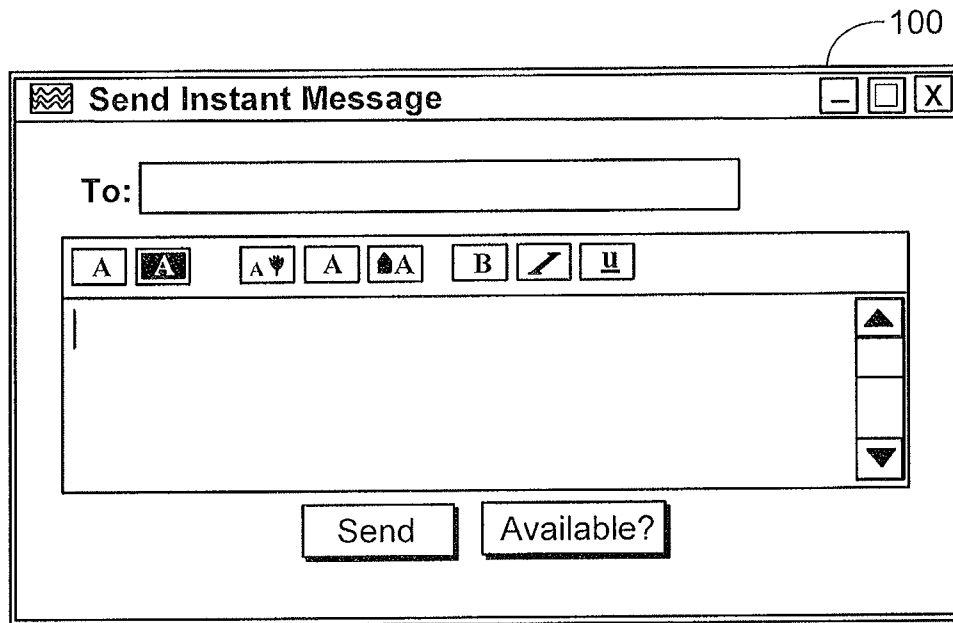 100
Send Instant Message X
To:
A A A A A B I u
Send Available?